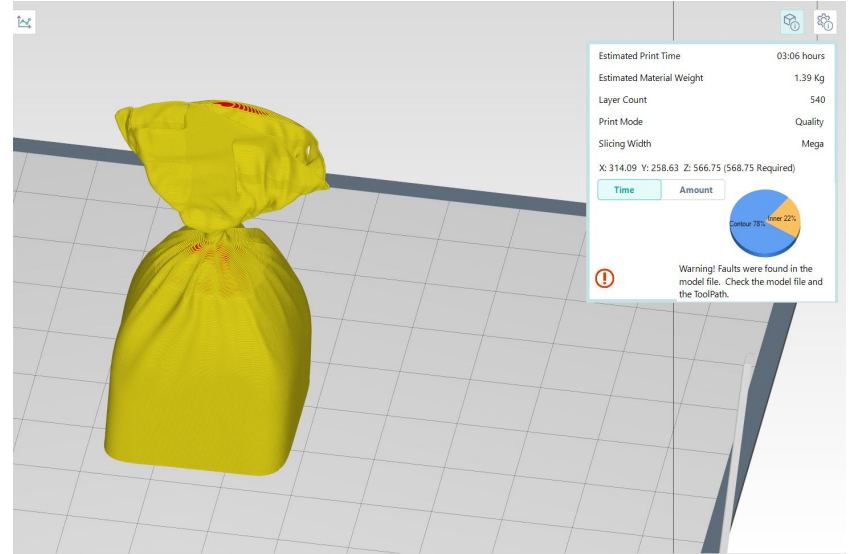 Estimated Print Time 03:06 hours
Estimated Material Weight 1.39 Kg
Layer Count 540
Print Mode Quality
Slicing Width Mega
X: 314.09 Y: 258.63 Z: 566.75 (568.75 Required)
Time Amount
Contour 78% Inner 22%
Warning! Faults were found in the
model file. Check the model file and
the ToolPath.